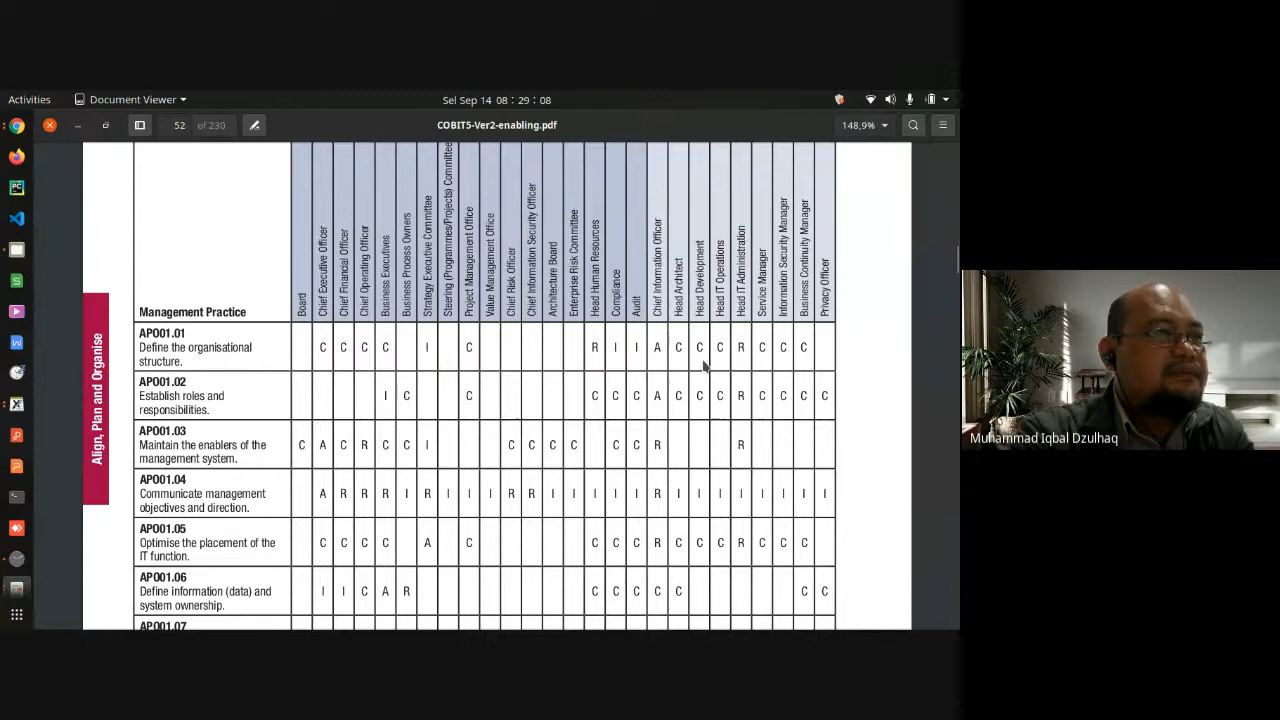 Activities
Document Viewer
Sel Sep 14 08:29:08
52
of 230
COBIT5-Ver2-enabling.pdf
148,9%
Align, Plan and Organise
Management Practice
Board
Chief Executive Officer
Chief Financial Officer
Chief Operating Officer
Business Executives
Business Process Owners
Strategy Executive Committee
Steering (Programmes/Projects) Committee
Project Management Office
Value Management Office
Chief Risk Officer
Chief Information Security Officer
Architecture Board
Enterprise Risk Committee
Head Human Resources
Compliance
Audit
Chief Information Officer
Head Architect
Head Development
Head IT Operations
Head IT Administration
Service Manager
Information Security Manager
Business Continuity Manager
Privacy Officer
APO01.01
Define the organisational
structure.
C C C C I C R I I A C C C R C C C
APO01.02
Establish roles and
responsibilities.
I C C C C C A C C C R C C C C
APO01.03
Maintain the enablers of the
management system.
C A C R C C I C C C C C C R R
APO01.04
Communicate management
objectives and direction.
A R R R I R I I I R R I I I I I R I I I I I I I I
APO01.05
Optimise the placement of the
IT function.
C C C C A C C C C R C C C R C C C
APO01.06
Define information (data) and
system ownership.
I I C A R C C C C C C C
APO01.07
Muhammad Iqbal Dzulhaq